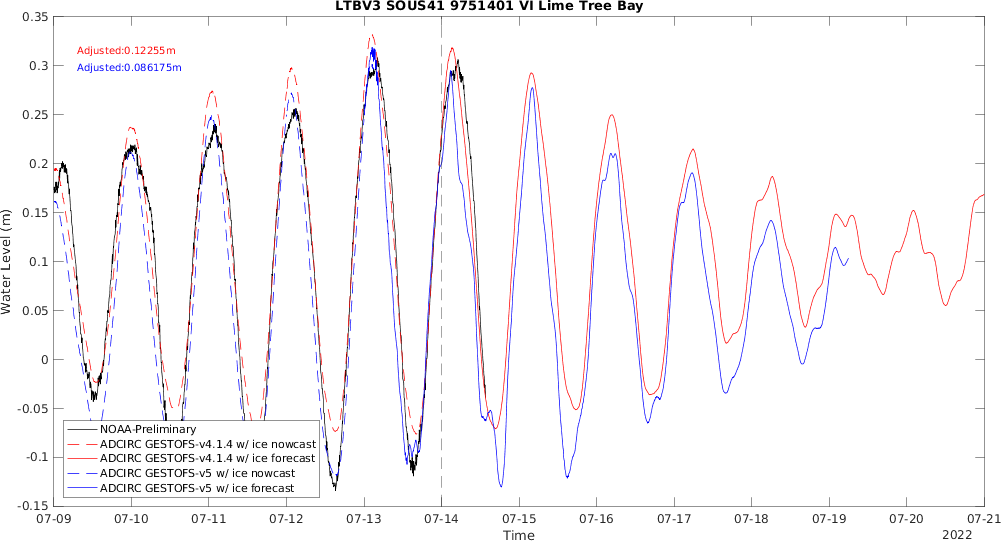 LTBV3 SOUS41 9751401 VI Lime Tree Bay
Adjusted:0.12255m
Adjusted:0.086175m
Water Level (m)
0.35
0.3
0.25
0.2
0.15
0.1
0.05
0
-0.05
-0.1
-0.15
NOAA-Preliminary
ADCIRC GESTOFS-v4.1.4 w/ ice nowcast
ADCIRC GESTOFS-v4.1.4 w/ ice forecast
ADCIRC GESTOFS-v5 w/ ice nowcast
ADCIRC GESTOFS-v5 w/ ice forecast
07-09 07-10 07-11 07-12 07-13 07-14 07-15 07-16 07-17 07-18 07-19 07-20 07-21
Time
2022